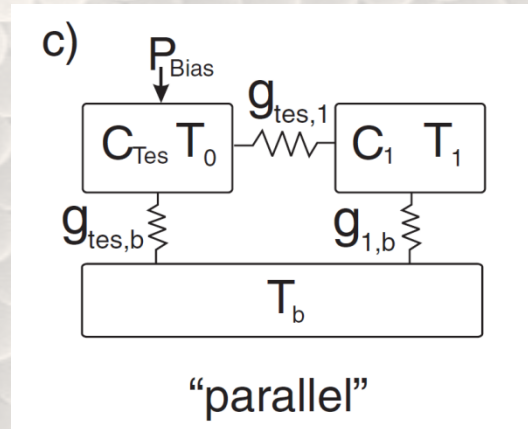 c)
P_Bias
g_tes,1
C_Tes T_0
C_1 T_1
g_tes,b
g_1,b
T_b
“parallel”